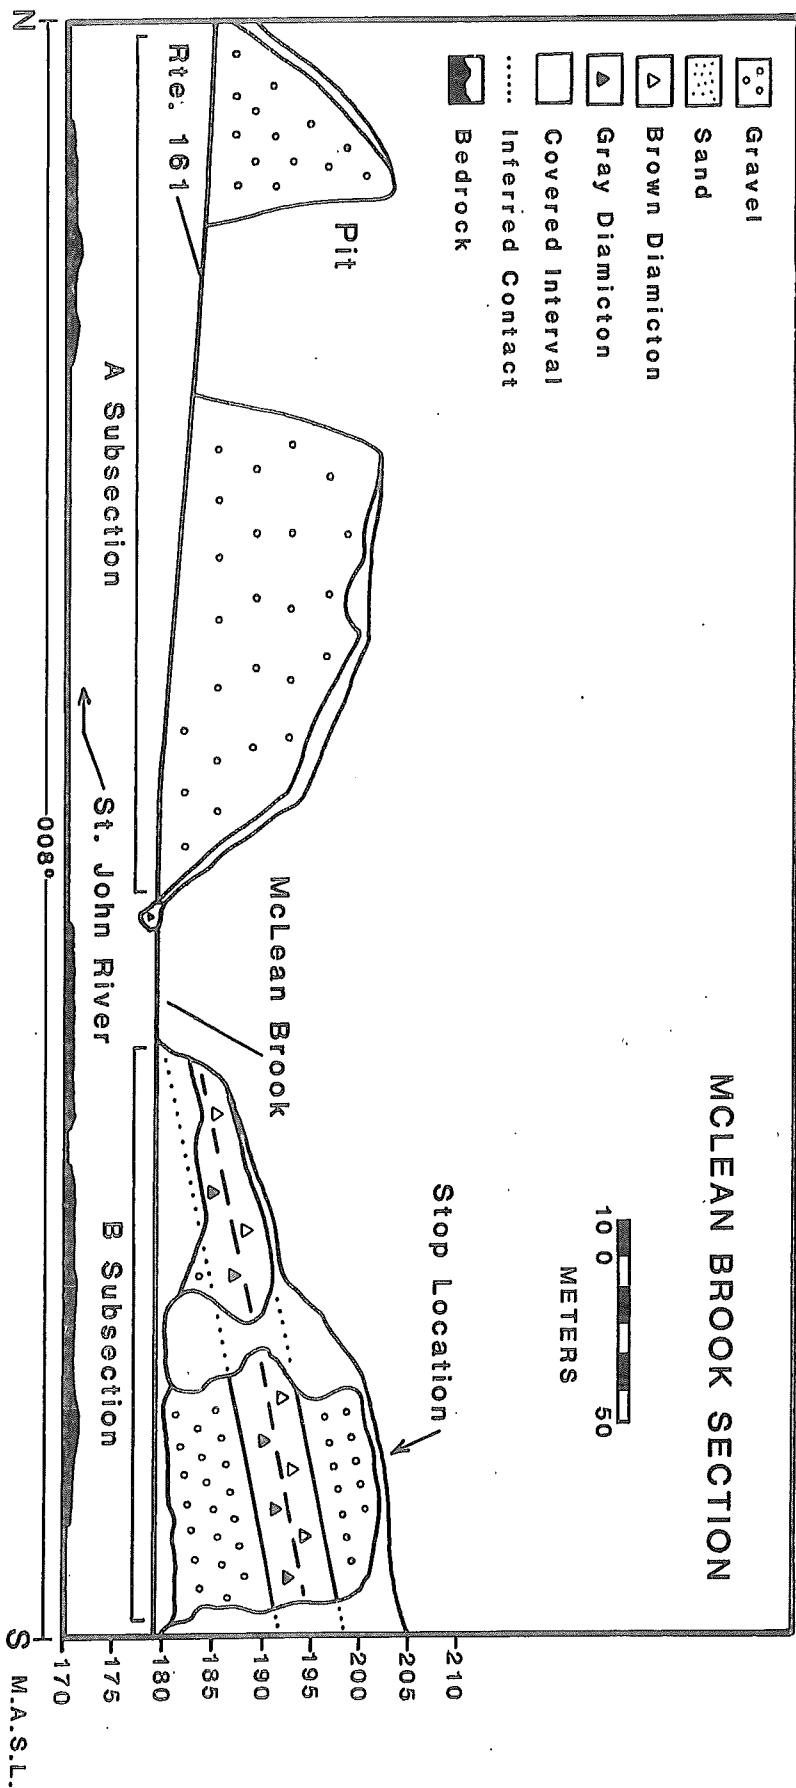 MCLEAN BROOK SECTION
10 0 50
METERS
Gravel
Sand
Brown Diamicton
Gray Diamicton
Covered Interval
Inferred Contact
Bedrock
Pit
Rte. 161
Stop Location
McLean Brook
A Subsection
St. John River
B Subsection
210
205
200
195
190
185
180
175
170
M.A.S.L.
N
008°
S